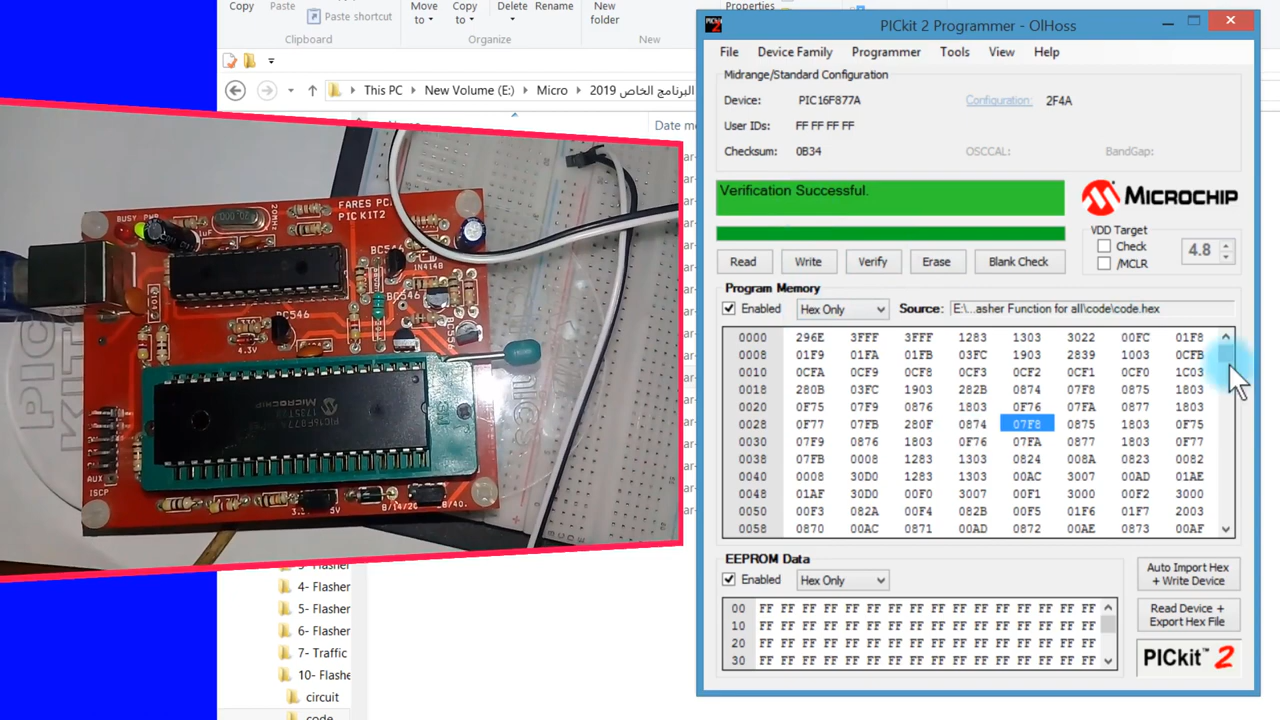 Copy
Paste
Paste shortcut
Clipboard
Move to
Copy to
Delete
Rename
Organize
New folder
New
Properties
This PC
New Volume (E:)
Micro
البرنامج الخاص 2019
Date mo
4- Flasher
5- Flasher
6- Flasher
7- Traffic
10- Flasher
circuit
code
BUSY
PWR
20.000
20MHz
FARES PC
PIC KIT2
BC546
1N4148
BC546
BC546
4.3V
MICROCHIP
AUX
ISCP
PICkit 2 Programmer - OlHoss
File Device Family Programmer Tools View Help
Midrange/Standard Configuration
Device: PIC16F877A Configuration: 2F4A
User IDs: FF FF FF FF
Checksum: 0B34 OSCCAL: BandGap:
Verification Successful.
MICROCHIP
VDD Target
Check
/MCLR
4.8
Read Write Verify Erase Blank Check
Program Memory
Enabled Hex Only Source: E:\...asher Function for all\code\code.hex
0000 296E 3FFF 3FFF 1283 1303 3022 00FC 01F8
0008 01F9 01FA 01FB 03FC 1903 2839 1003 0CFB
0010 0CFA 0CF9 0CF8 0CF3 0CF2 0CF1 0CF0 1C03
0018 280B 03FC 1903 282B 0874 07F8 0875 1803
0020 0F75 07F9 0876 1803 0F76 07FA 0877 1803
0028 0F77 07FB 280F 0874 07F8 0875 1803 0F75
0030 07F9 0876 1803 0F76 07FA 0877 1803 0F77
0038 07FB 0008 1283 1303 0824 008A 0823 0082
0040 0008 30D0 1283 1303 00AC 3007 00AD 01AE
0048 01AF 30D0 00F0 3007 00F1 3000 00F2 3000
0050 00F3 082A 00F4 082B 00F5 01F6 01F7 2003
0058 0870 00AC 0871 00AD 0872 00AE 0873 00AF
EEPROM Data
Enabled Hex Only
00 FF FF FF FF FF FF FF FF FF FF FF FF FF FF FF FF
10 FF FF FF FF FF FF FF FF FF FF FF FF FF FF FF FF
20 FF FF FF FF FF FF FF FF FF FF FF FF FF FF FF FF
30 FF FF FF FF FF FF FF FF FF FF FF FF FF FF FF FF
Auto Import Hex
+ Write Device
Read Device +
Export Hex File
PICkit™ 2